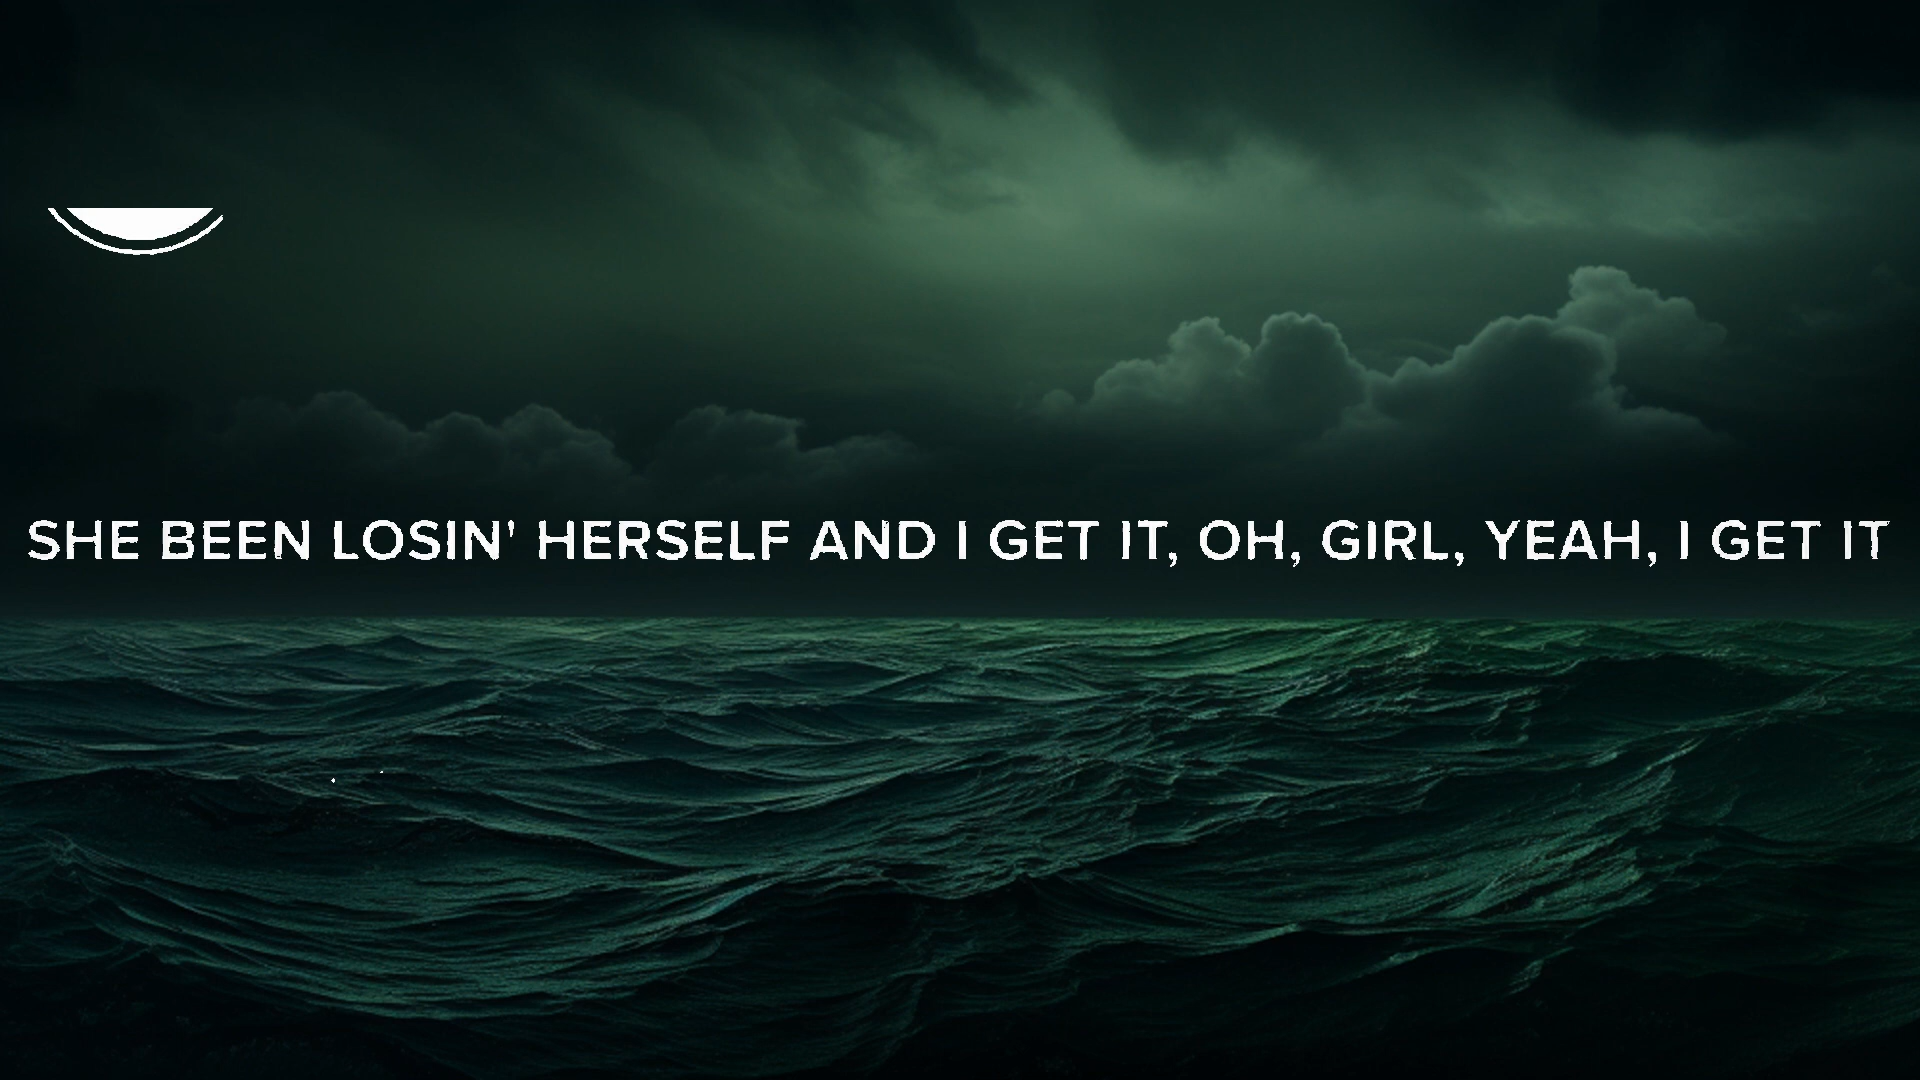 SHE BEEN LOSIN' HERSELF AND I GET IT, OH, GIRL, YEAH, I GET IT